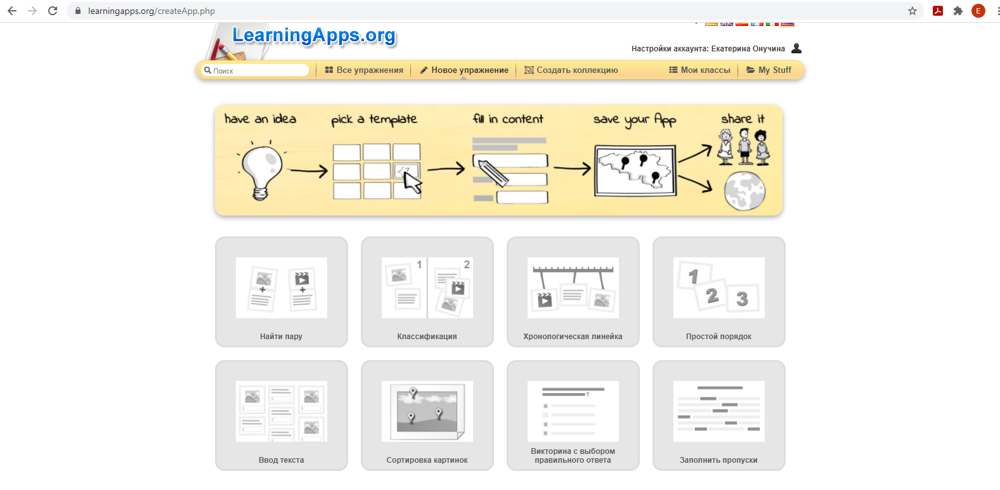 learningapps.org/createApp.php
E
LearningApps.org
Настройки аккаунта: Екатерина Онучина
Поиск
Все упражнения
Новое упражнение
Создать коллекцию
Мои классы
My Stuff
have an idea
pick a template
fill in content
save your App
share it
1
2
1
2
3
Найти пару
Классификация
Хронологическая линейка
Простой порядок
?
Ввод текста
Сортировка картинок
Викторина с выбором
правильного ответа
Заполнить пропуски